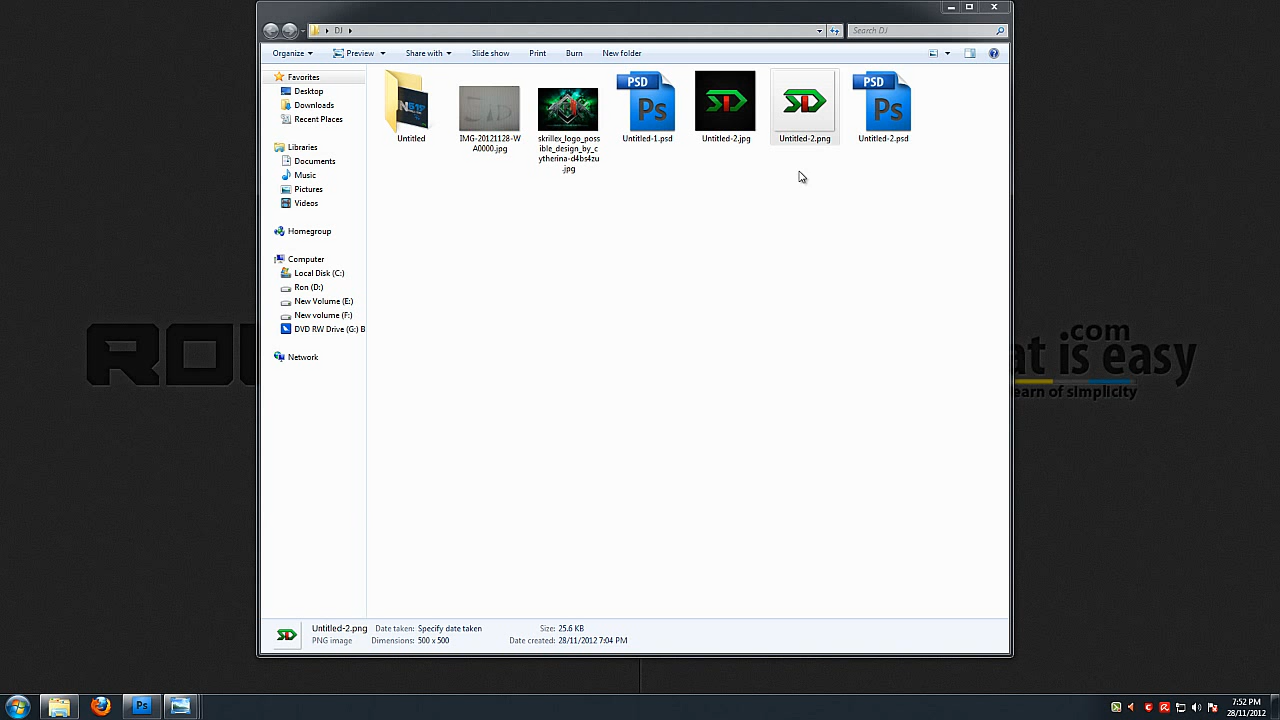 DJ
Search DJ
Organize
Preview
Share with
Slide show
Print
Burn
New folder
Favorites
Desktop
Downloads
Recent Places
Libraries
Documents
Music
Pictures
Videos
Homegroup
Computer
Local Disk (C:)
Ron (D:)
New Volume (E:)
New volume (F:)
DVD RW Drive (G:) B
Network
Untitled
IMG-20121128-W
A0000.jpg
skrillex_logo_poss
ible_design_by_c
ytherina-d4bs4zu
.jpg
PSD
Ps
Untitled-1.psd
Untitled-2.jpg
Untitled-2.png
PSD
Ps
Untitled-2.psd
.com
at is easy
earn of simplicity
Untitled-2.png
PNG image
Date taken: Specify date taken
Dimensions: 500 x 500
Size: 25.6 KB
Date created: 28/11/2012 7:04 PM
Ps
7:52 PM
28/11/2012